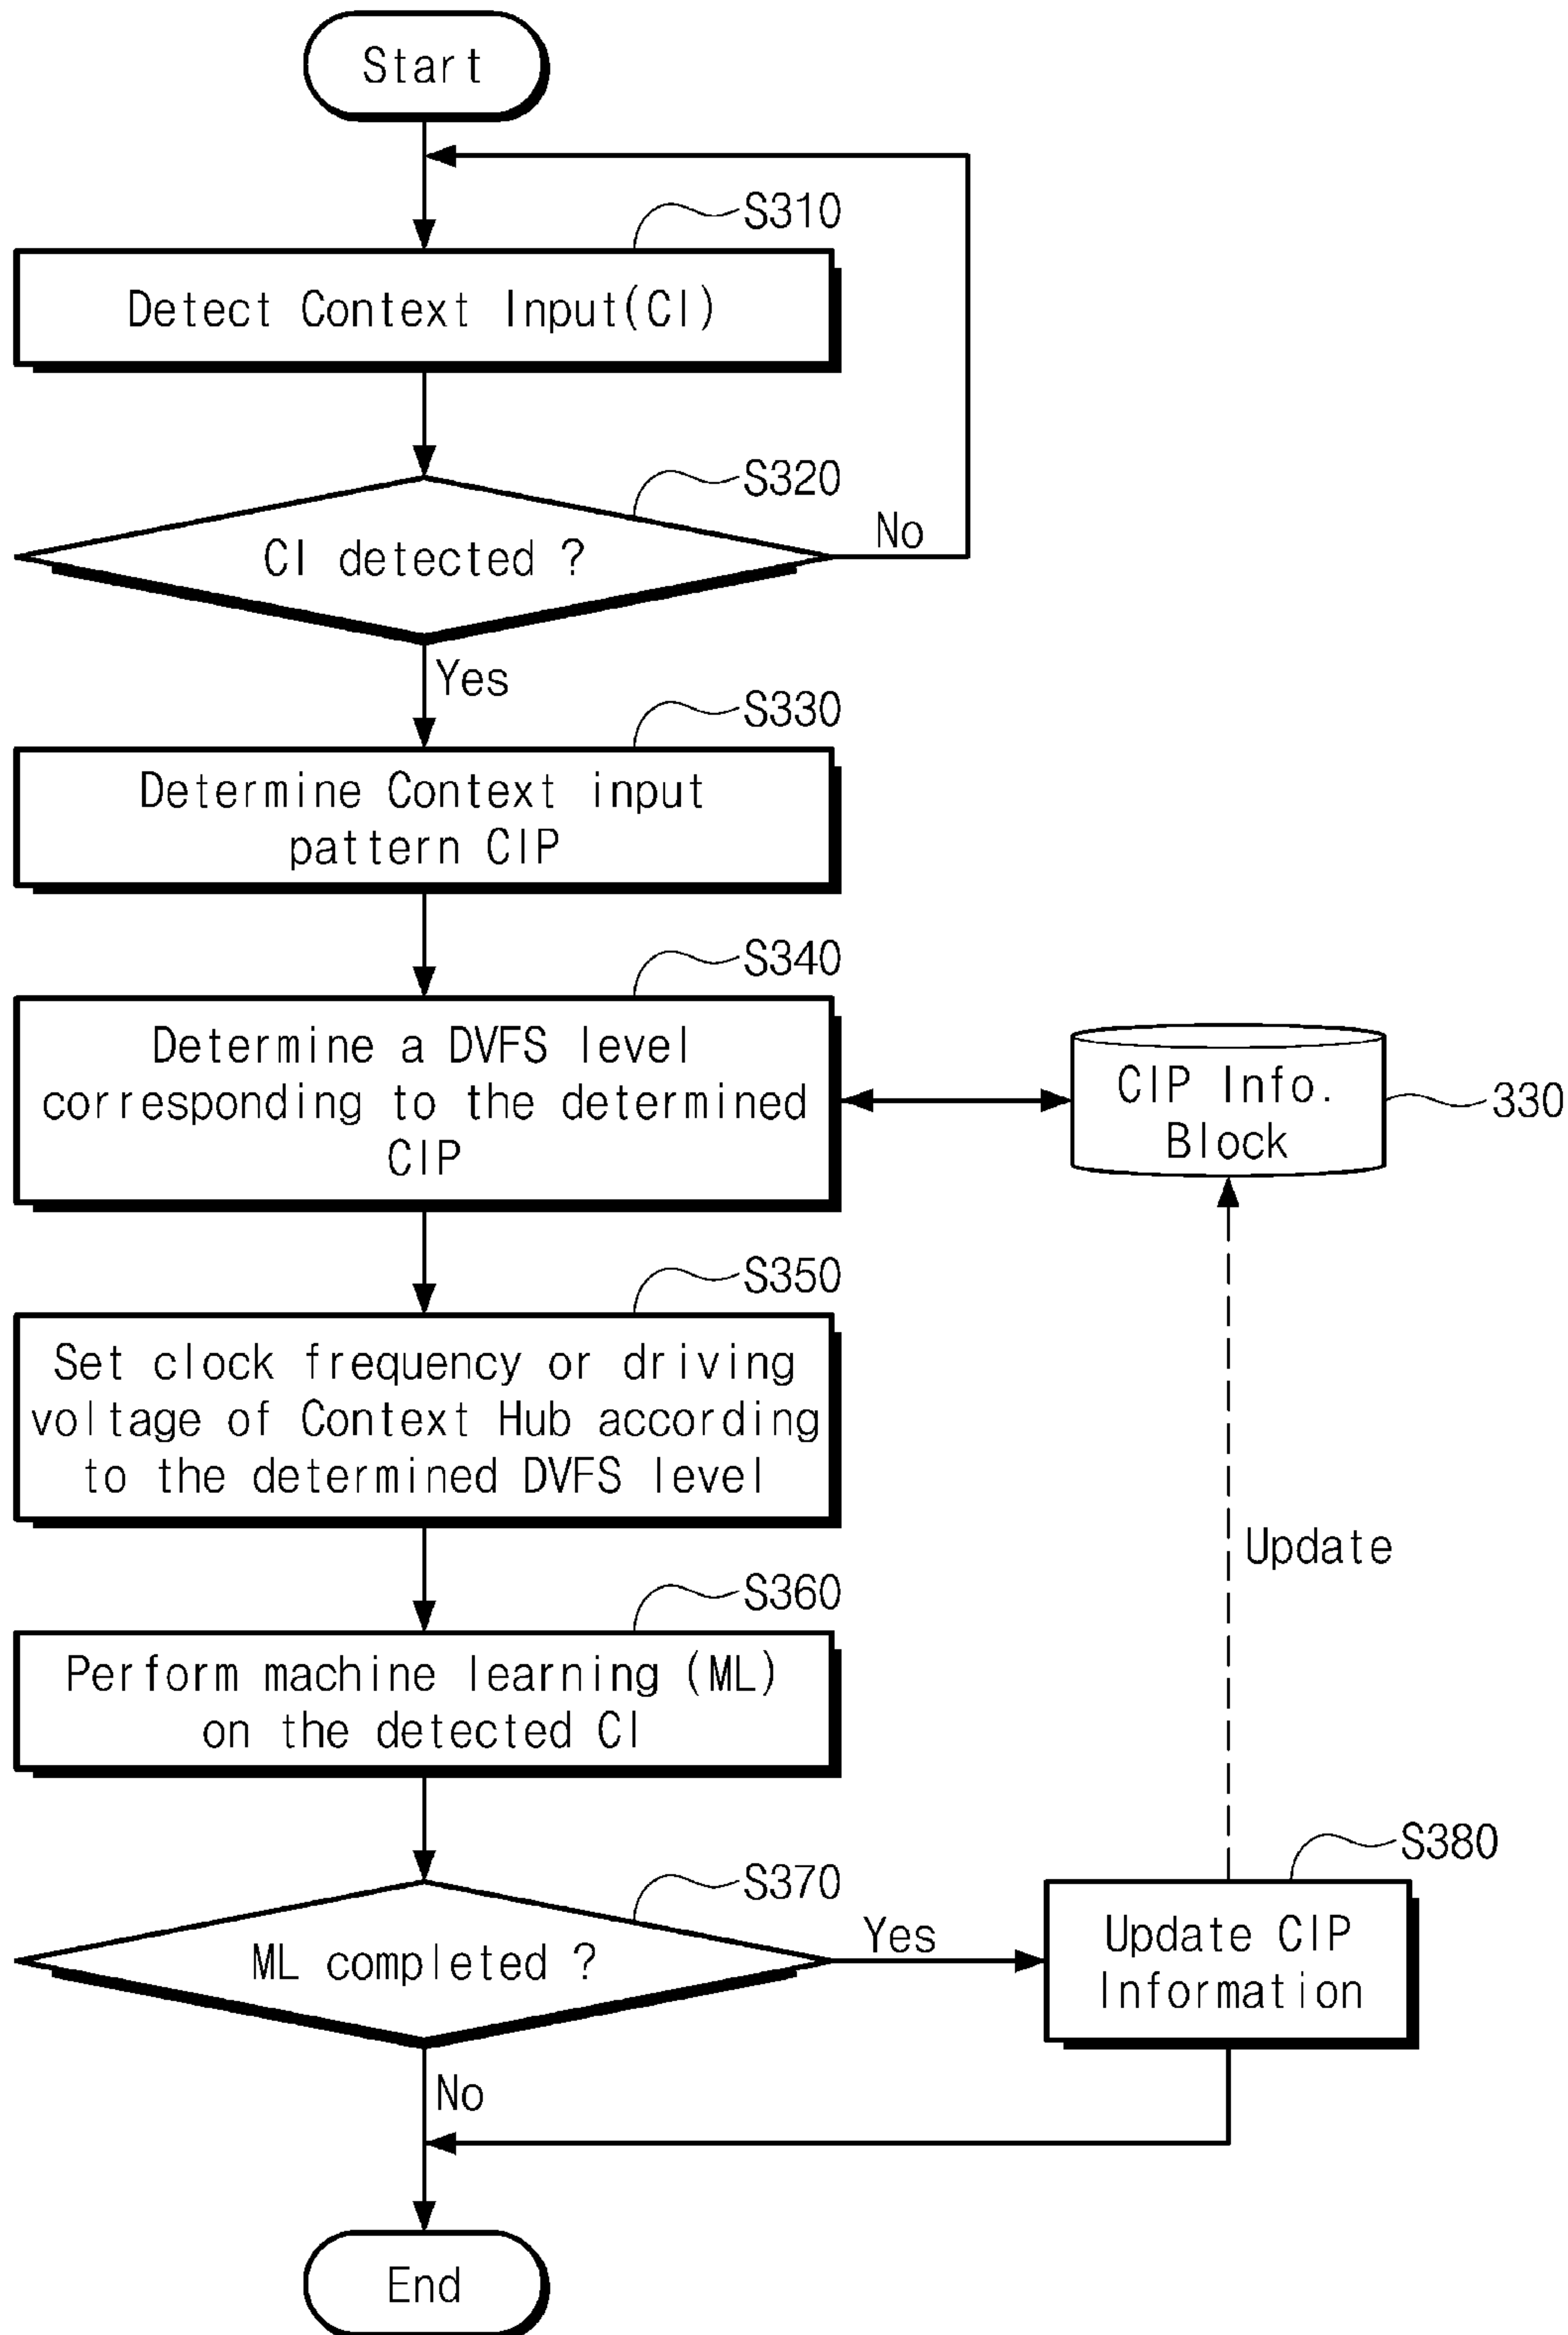 Start
S310
Detect Context Input(CI)
S320
CI detected ?
No
Yes
S330
Determine Context input
pattern CIP
S340
Determine a DVFS level
corresponding to the determined
CIP
CIP Info.
Block
330
S350
Set clock frequency or driving
voltage of Context Hub according
to the determined DVFS level
Update
S360
Perform machine learning (ML)
on the detected CI
S370
ML completed ?
Yes
S380
Update CIP
Information
No
End